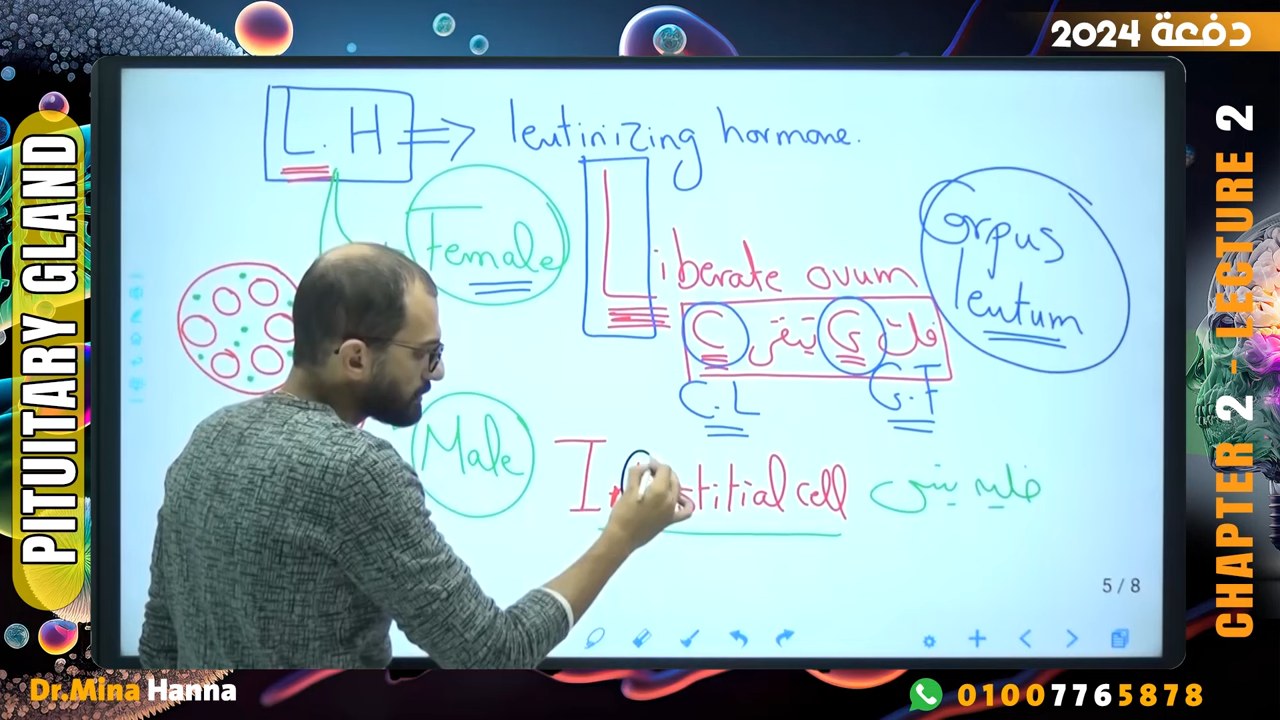 دفعة 2024
PITUTARY GLAND
CHAPTER 2 - LECTURE 2
L.H => leutinizing hormone.
Female
Liberate ovum
Corpus
leutum
C.L
G.F
Male
stitial cell
5 / 8
Dr.Mina Hanna
01007765878